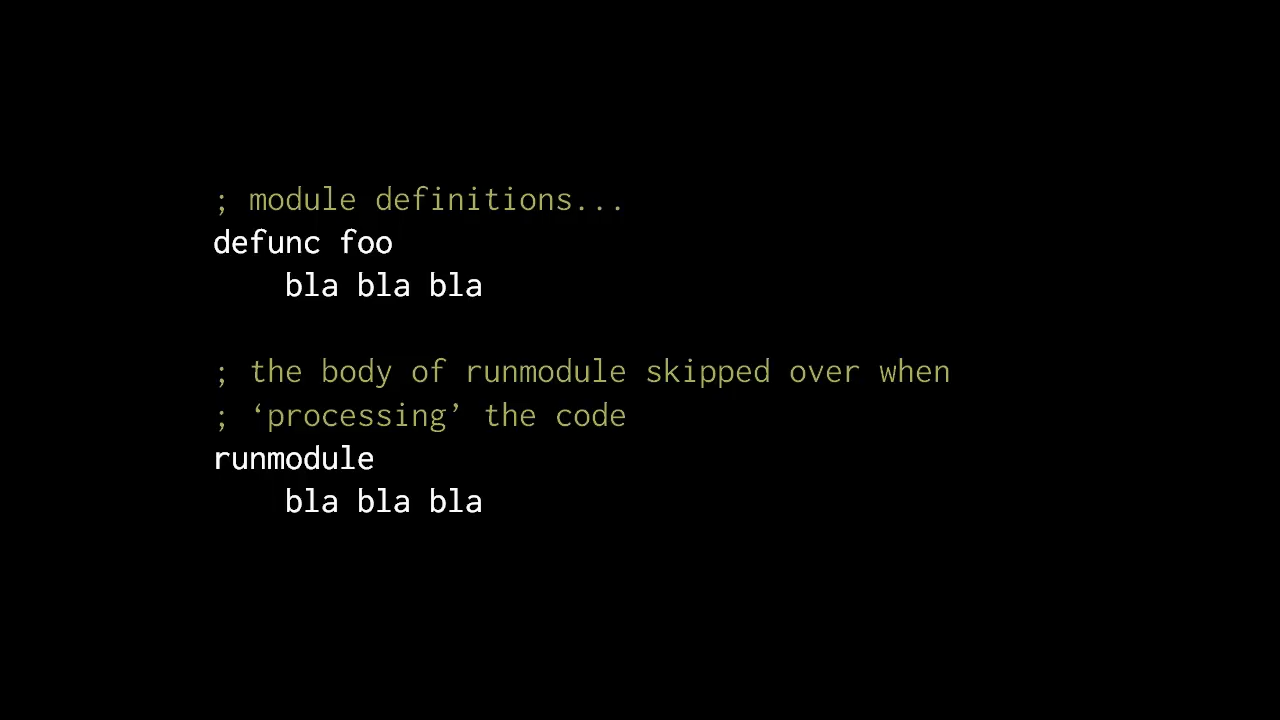 ; module definitions...
defunc foo
    bla bla bla
; the body of runmodule skipped over when
; ‘processing’ the code
runmodule
    bla bla bla